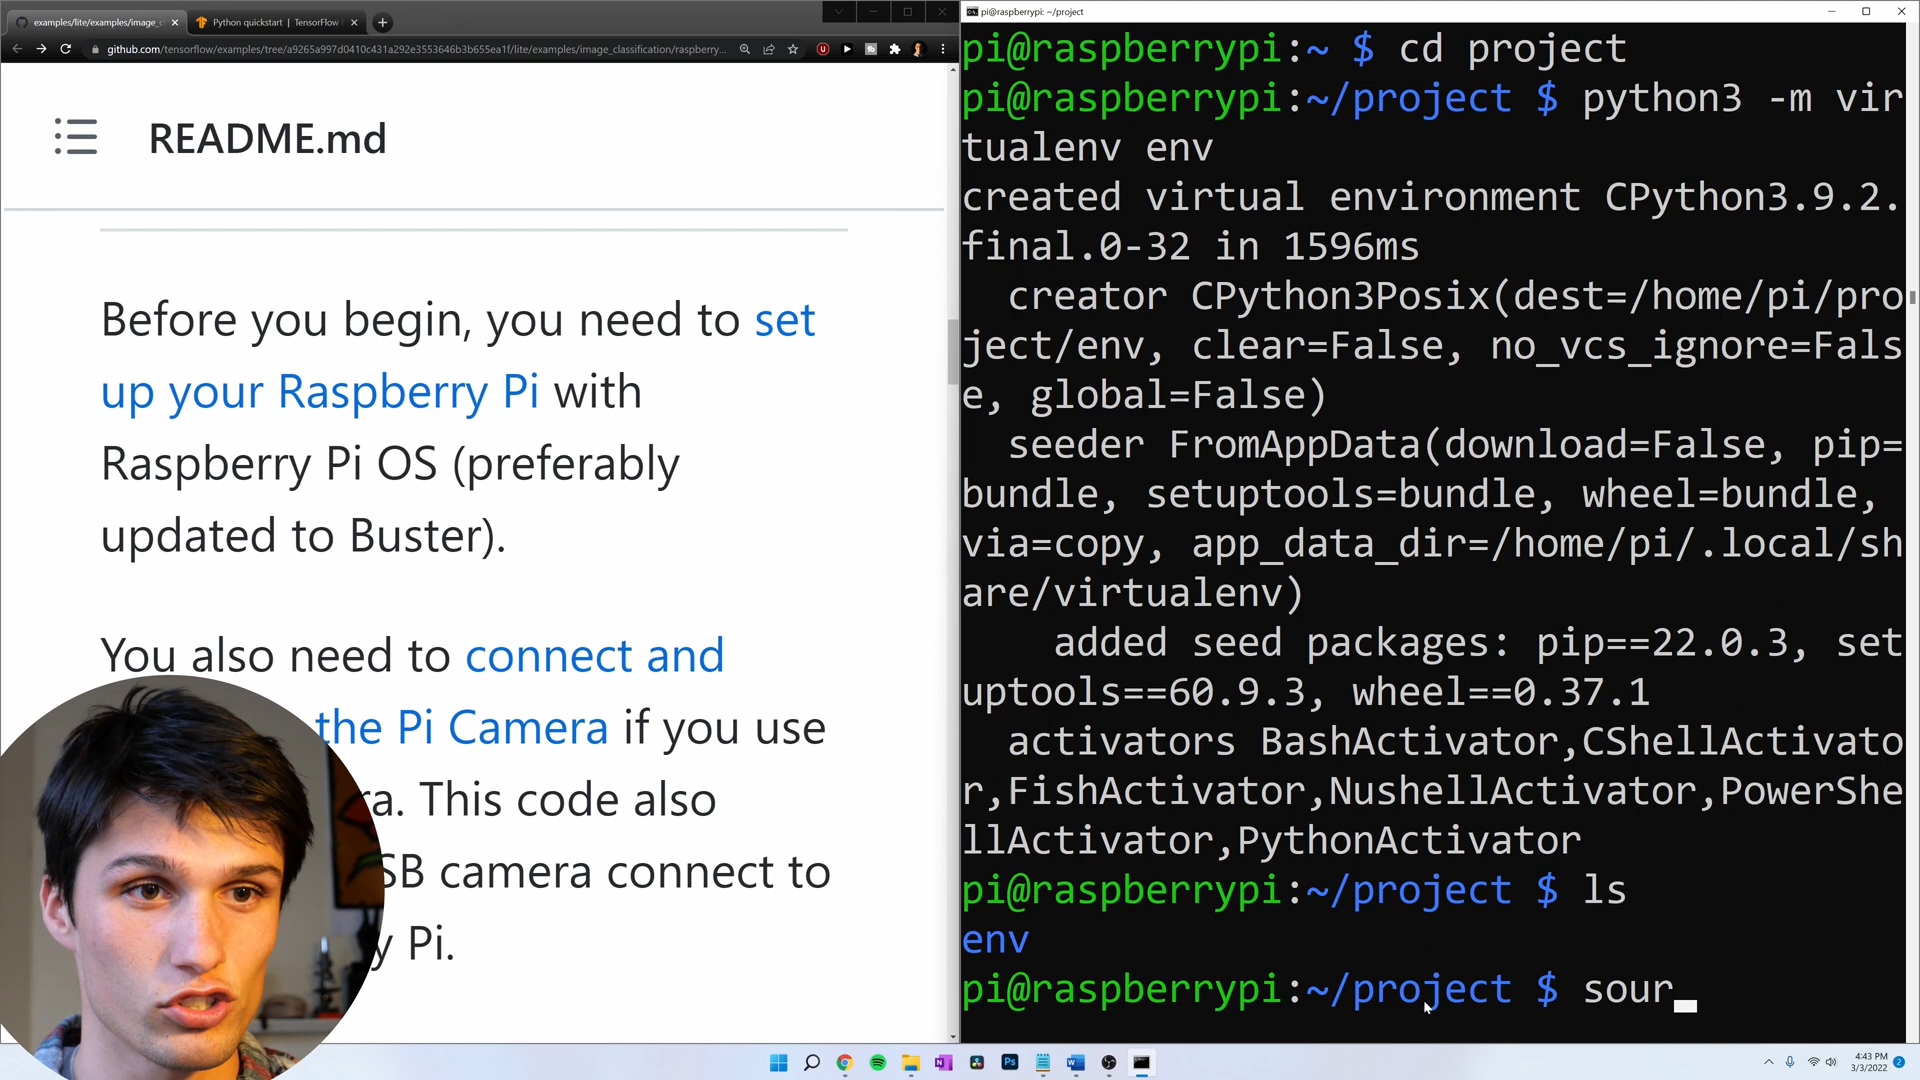 examples/lite/examples/image_c
Python quickstart | TensorFlow
github.com/tensorflow/examples/tree/a9265a997d0410c431a292e3553646b3b655ea1f/lite/examples/image_classification/raspberry...
README.md
Before you begin, you need to set
up your Raspberry Pi with
Raspberry Pi OS (preferably
updated to Buster).
You also need to connect and
the Pi Camera if you use
ra. This code also
SB camera connect to
y Pi.
pi@raspberrypi: ~/project
pi@raspberrypi:~ $ cd project
pi@raspberrypi:~/project $ python3 -m vir
tualenv env
created virtual environment CPython3.9.2.
final.0-32 in 1596ms
creator CPython3Posix(dest=/home/pi/pro
ject/env, clear=False, no_vcs_ignore=Fals
e, global=False)
seeder FromAppData(download=False, pip=
bundle, setuptools=bundle, wheel=bundle,
via=copy, app_data_dir=/home/pi/.local/sh
are/virtualenv)
added seed packages: pip==22.0.3, set
uptools==60.9.3, wheel==0.37.1
activators BashActivator,CShellActivato
r,FishActivator,NushellActivator,PowerShe
llActivator,PythonActivator
pi@raspberrypi:~/project $ ls
env
pi@raspberrypi:~/project $ sour
Ps
4:43 PM
3/3/2022
2